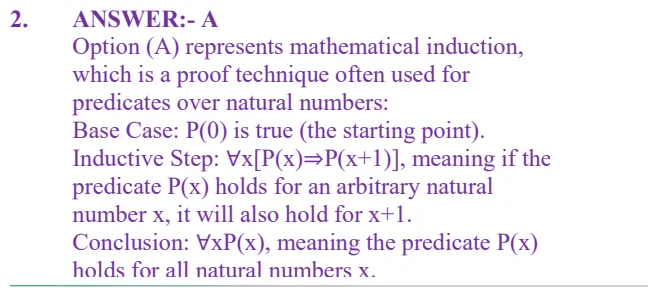 2. ANSWER:- A
Option (A) represents mathematical induction,
which is a proof technique often used for
predicates over natural numbers:
Base Case: P(0) is true (the starting point).
Inductive Step: ∀x[P(x)⇒P(x+1)], meaning if the
predicate P(x) holds for an arbitrary natural
number x, it will also hold for x+1.
Conclusion: ∀xP(x), meaning the predicate P(x)
holds for all natural numbers x.